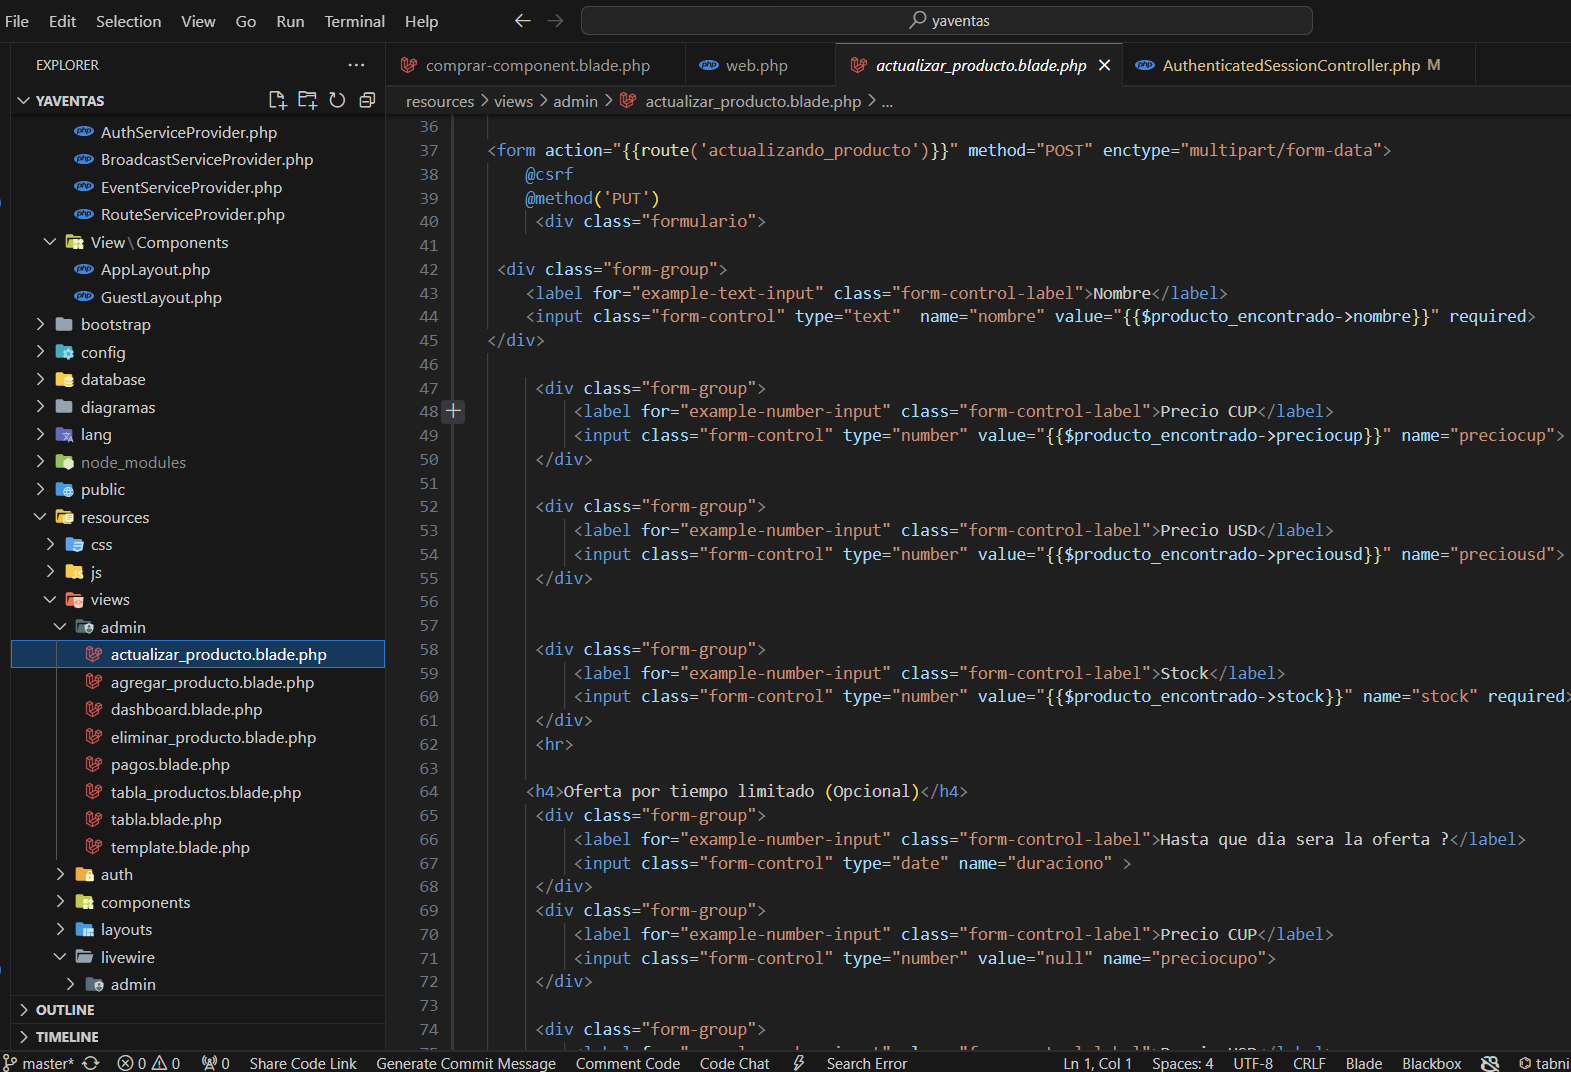 File Edit Selection View Go Run Terminal Help
yaventas
EXPLORER
comprar-component.blade.php
web.php
actualizar_producto.blade.php
AuthenticatedSessionController.php M
YAVENTAS
resources > views > admin > actualizar_producto.blade.php > ...
AuthServiceProvider.php
BroadcastServiceProvider.php
EventServiceProvider.php
RouteServiceProvider.php
View\Components
AppLayout.php
GuestLayout.php
bootstrap
config
database
diagramas
lang
node_modules
public
resources
css
js
views
admin
actualizar_producto.blade.php
agregar_producto.blade.php
dashboard.blade.php
eliminar_producto.blade.php
pagos.blade.php
tabla_productos.blade.php
tabla.blade.php
template.blade.php
auth
components
layouts
livewire
admin
OUTLINE
TIMELINE
36
37 <form action="{{route('actualizando_producto')}}" method="POST" enctype="multipart/form-data">
38 @csrf
39 @method('PUT')
40 <div class="formulario">
41
42 <div class="form-group">
43 <label for="example-text-input" class="form-control-label">Nombre</label>
44 <input class="form-control" type="text"  name="nombre" value="{{$producto_encontrado->nombre}}" required>
45 </div>
46
47 <div class="form-group">
48 <label for="example-number-input" class="form-control-label">Precio CUP</label>
49 <input class="form-control" type="number" value="{{$producto_encontrado->preciocup}}" name="preciocup">
50 </div>
51
52 <div class="form-group">
53 <label for="example-number-input" class="form-control-label">Precio USD</label>
54 <input class="form-control" type="number" value="{{$producto_encontrado->preciousd}}" name="preciousd">
55 </div>
56
57
58 <div class="form-group">
59 <label for="example-number-input" class="form-control-label">Stock</label>
60 <input class="form-control" type="number" value="{{$producto_encontrado->stock}}" name="stock" required>
61 </div>
62 <hr>
63
64 <h4>Oferta por tiempo limitado (Opcional)</h4>
65 <div class="form-group">
66 <label for="example-number-input" class="form-control-label">Hasta que dia sera la oferta ?</label>
67 <input class="form-control" type="date" name="duraciono" >
68 </div>
69 <div class="form-group">
70 <label for="example-number-input" class="form-control-label">Precio CUP</label>
71 <input class="form-control" type="number" value="null" name="preciocupo">
72 </div>
73
74 <div class="form-group">
master* 0 0 0 Share Code Link Generate Commit Message Comment Code Code Chat Search Error Ln 1, Col 1 Spaces: 4 UTF-8 CRLF Blade Blackbox tabni